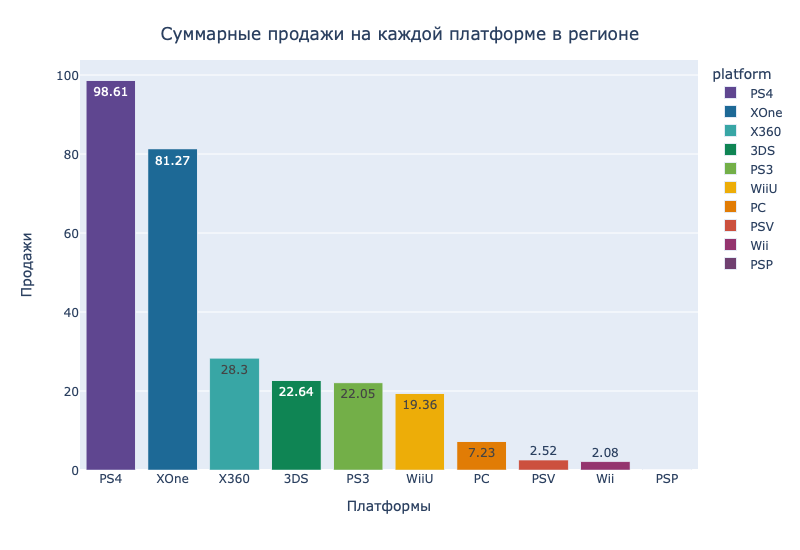 Суммарные продажи на каждой платформе в регионе
platform
PS4
XOne
X360
3DS
PS3
WiiU
PC
PSV
Wii
PSP
Продажи
100
80
60
40
20
0
98.61
81.27
28.3
22.64
22.05
19.36
7.23
2.52
2.08
PS4 XOne X360 3DS PS3 WiiU PC PSV Wii PSP
Платформы